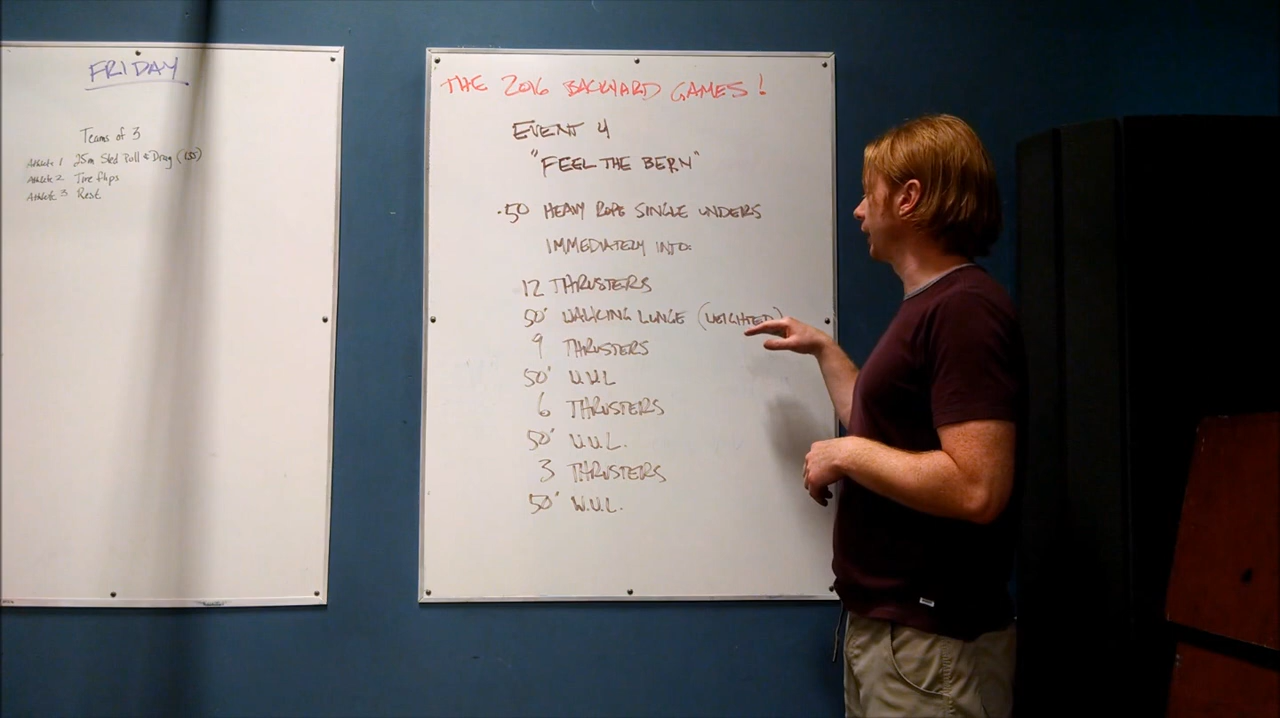 FRIDAY
Teams of 3
Athlete 1 25m Sled Pull & Drag (135)
Athlete 2 Tire flips
Athlete 3 Rest
THE 2016 BACKYARD GAMES!
EVENT 4
"FEEL THE BERN"
.50 HEAVY ROPE SINGLE UNDERS
IMMEDIATELY INTO:
12 THRUSTERS
50' WALKING LUNGE (WEIGHTED)
9 THRUSTERS
50' W.W.L
6 THRUSTERS
50' W.W.L.
3 THRUSTERS
50' W.W.L.